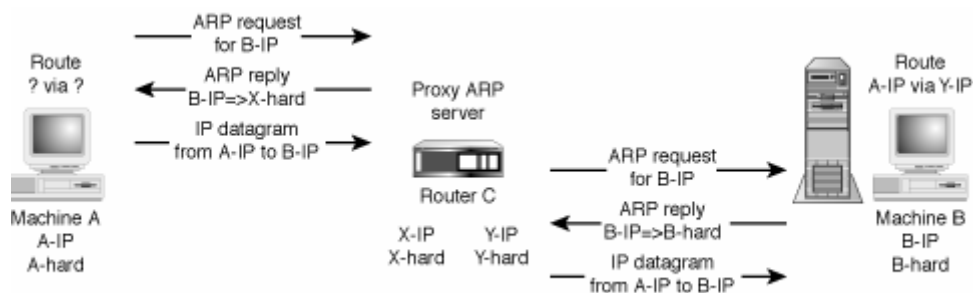 ARP request
for B-IP
Route
? via ?
ARP reply
B-IP=>X-hard
IP datagram
from A-IP to B-IP
Machine A
A-IP
A-hard
Proxy ARP
server
Router C
X-IP Y-IP
X-hard Y-hard
ARP request
for B-IP
ARP reply
B-IP=>B-hard
IP datagram
from A-IP to B-IP
Route
A-IP via Y-IP
Machine B
B-IP
B-hard